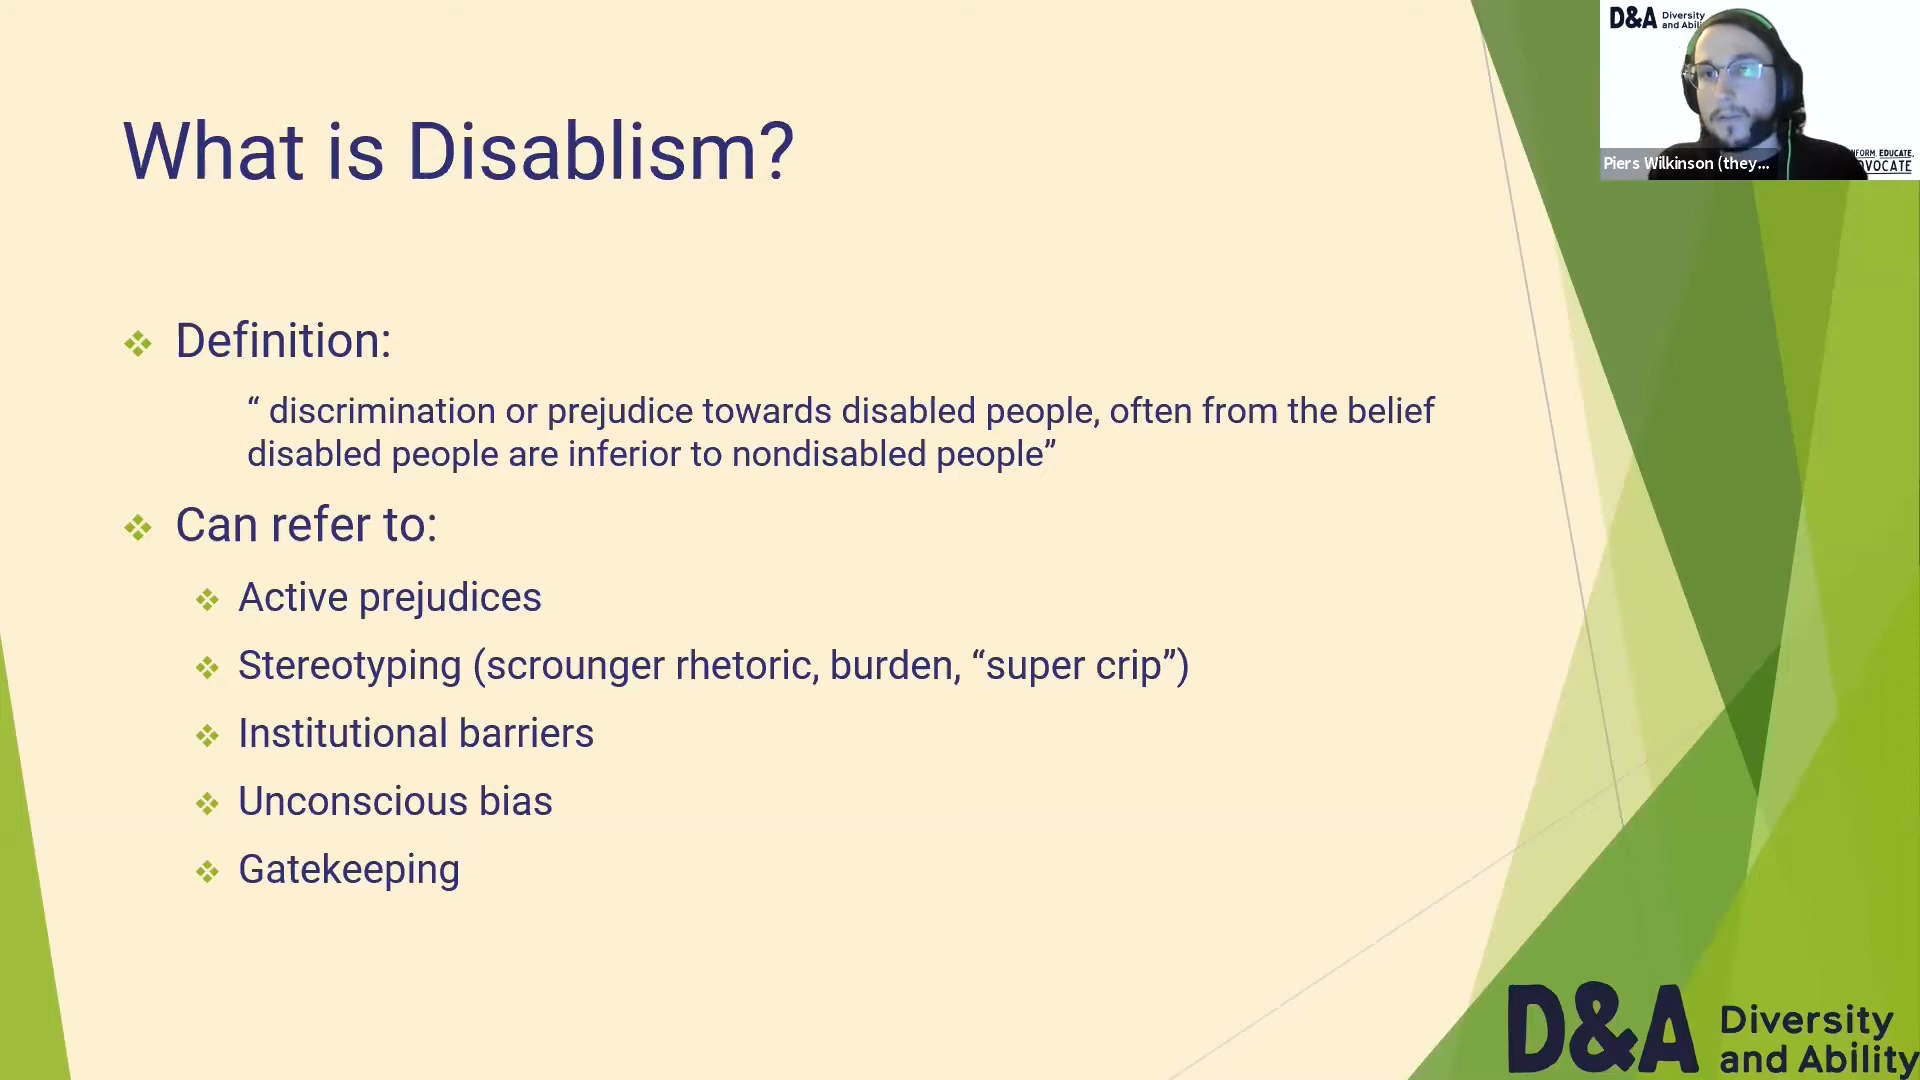 What is Disablism?
Definition:
“ discrimination or prejudice towards disabled people, often from the belief
disabled people are inferior to nondisabled people”
Can refer to:
Active prejudices
Stereotyping (scrounger rhetoric, burden, “super crip”)
Institutional barriers
Unconscious bias
Gatekeeping
D&A Diversity
and Ability
D&A Diversity
Piers Wilkinson (they...
EDUCATE.